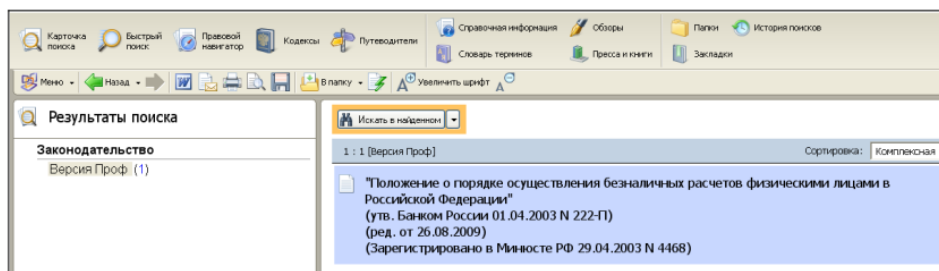 Карточка поиска
Быстрый поиск
Правовой навигатор
Кодексы
Путеводители
Справочная информация
Словарь терминов
Обзоры
Пресса и книги
Папки
Закладки
История поисков
Меню
Назад
В папку
Увеличить шрифт
Результаты поиска
Законодательство
Версия Проф (1)
Искать в найденном
1 : 1 [Версия Проф]
Сортировка: Комплексная
"Положение о порядке осуществления безналичных расчетов физическими лицами в
Российской Федерации"
(утв. Банком России 01.04.2003 N 222-П)
(ред. от 26.08.2009)
(Зарегистрировано в Минюсте РФ 29.04.2003 N 4468)